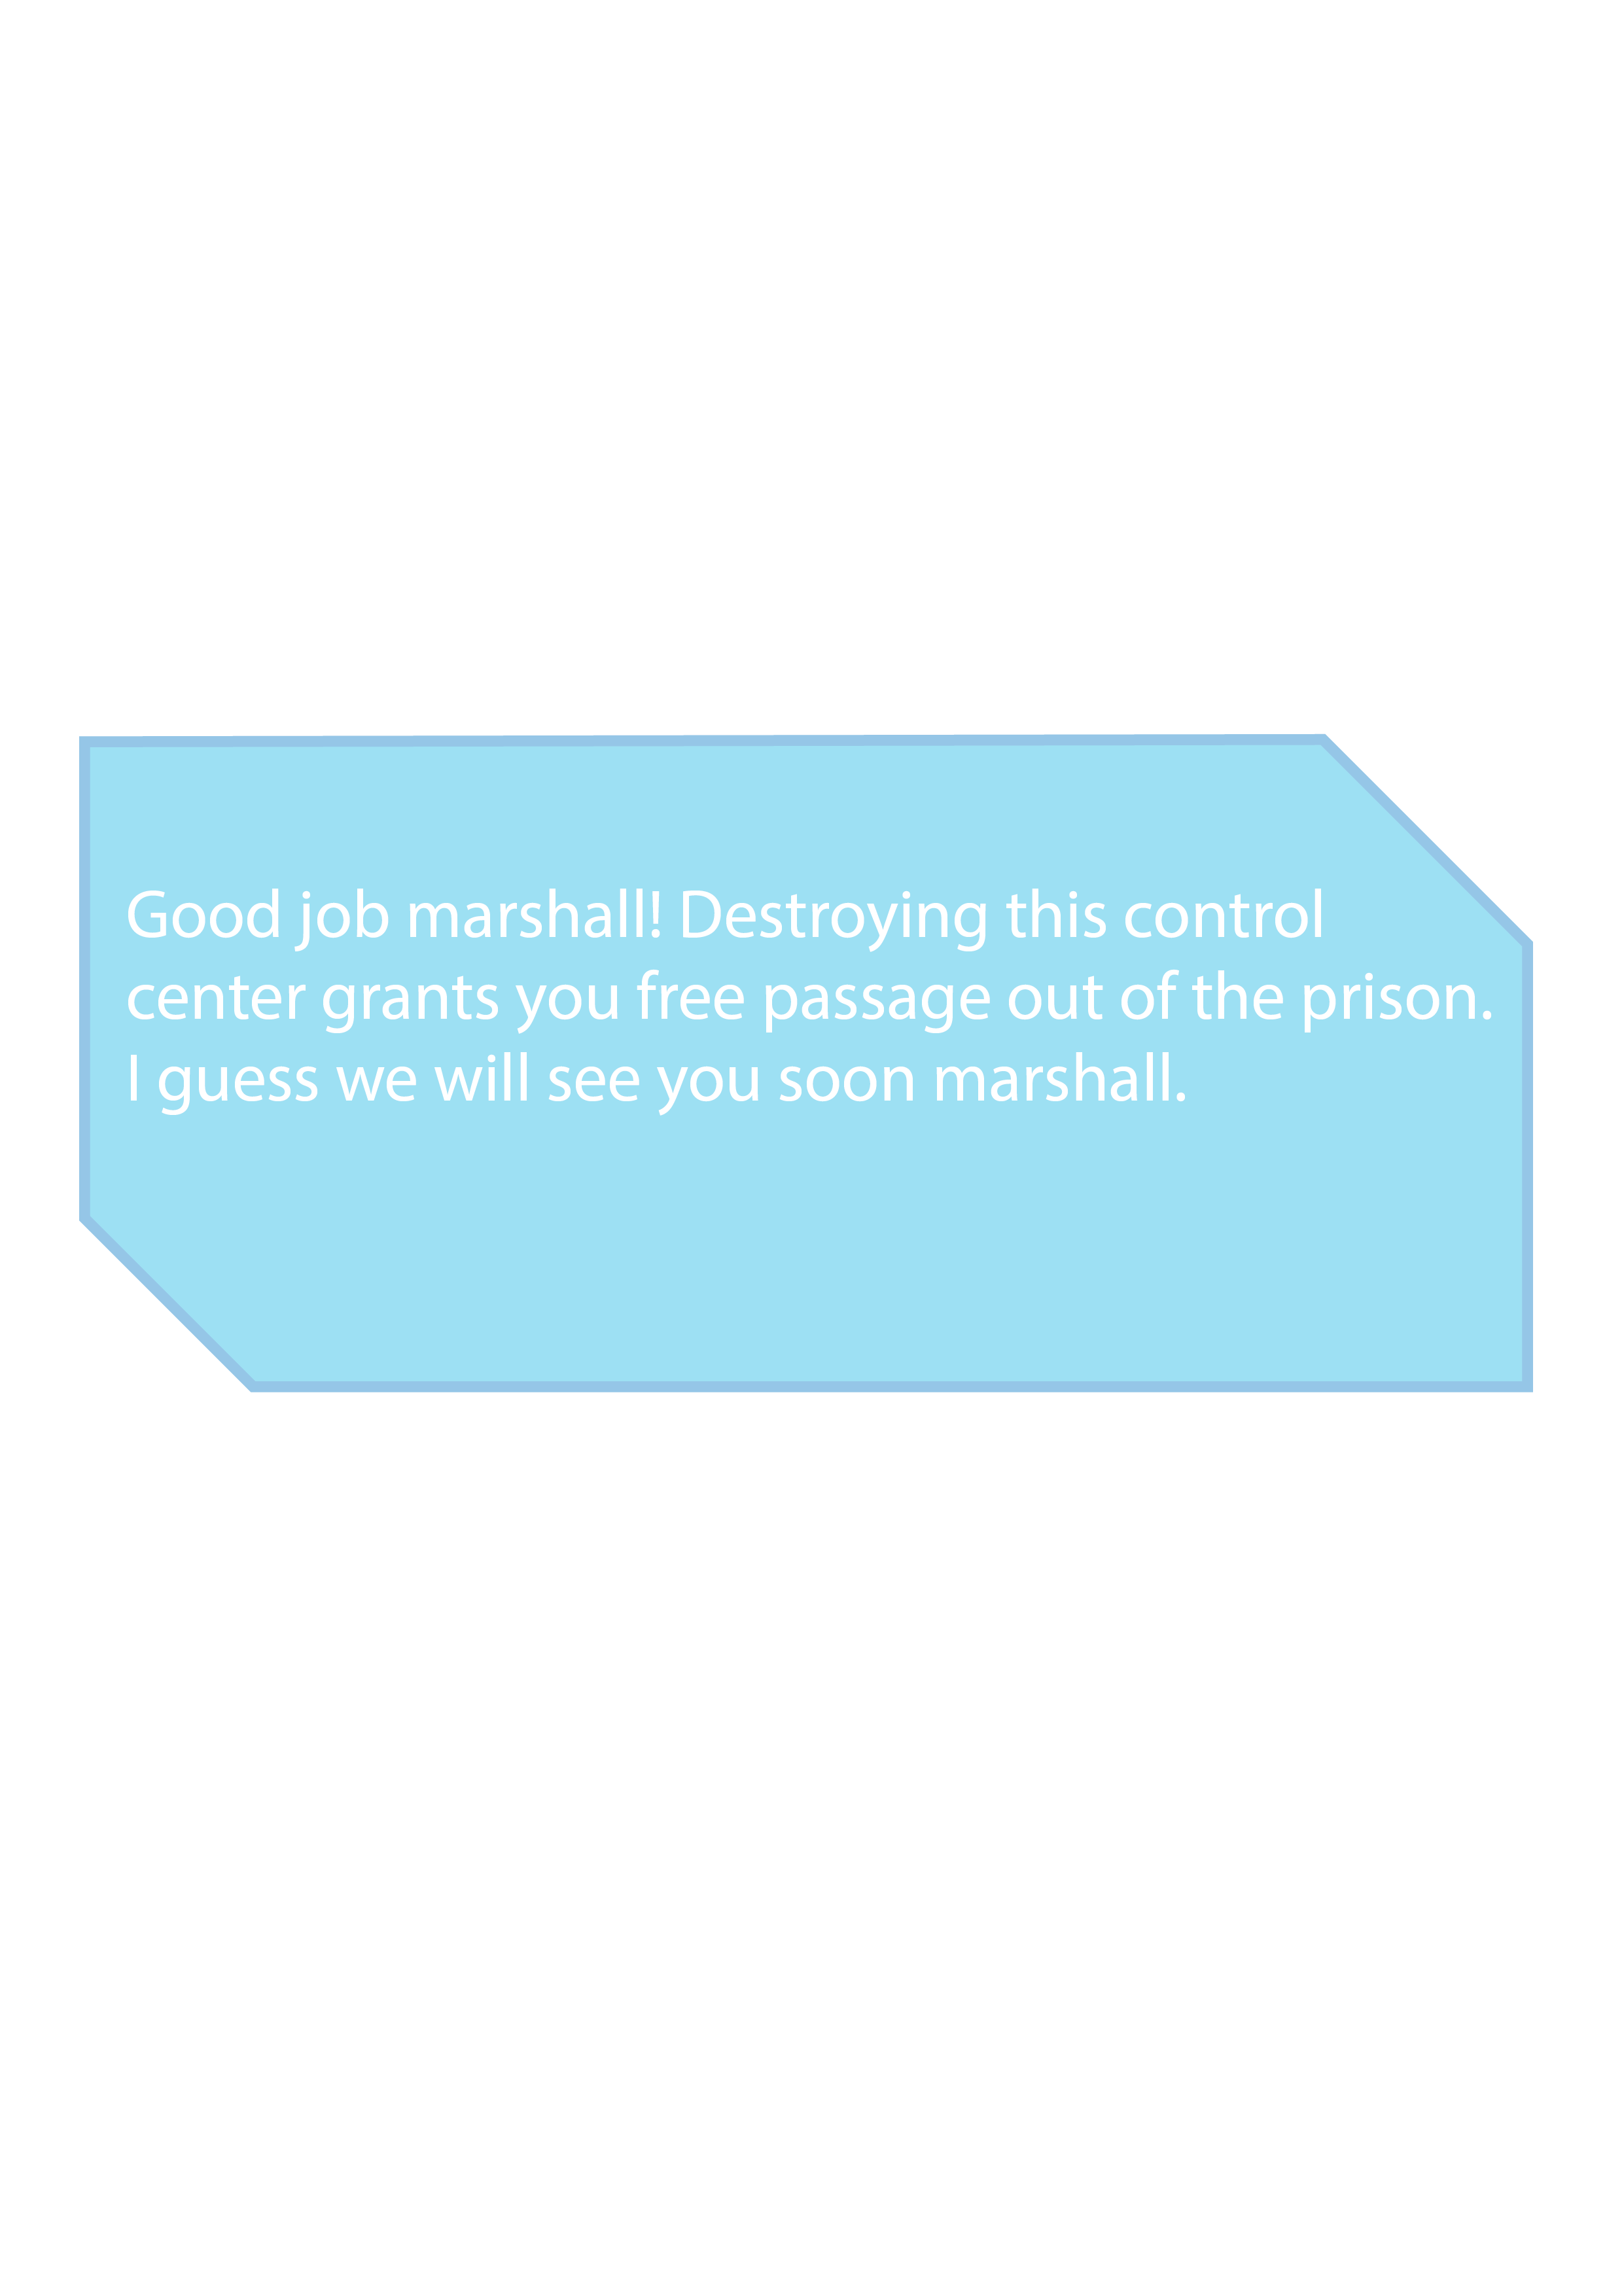 Good job marshall! Destroying this control
center grants you free passage out of the prison.
I guess we will see you soon marshall.